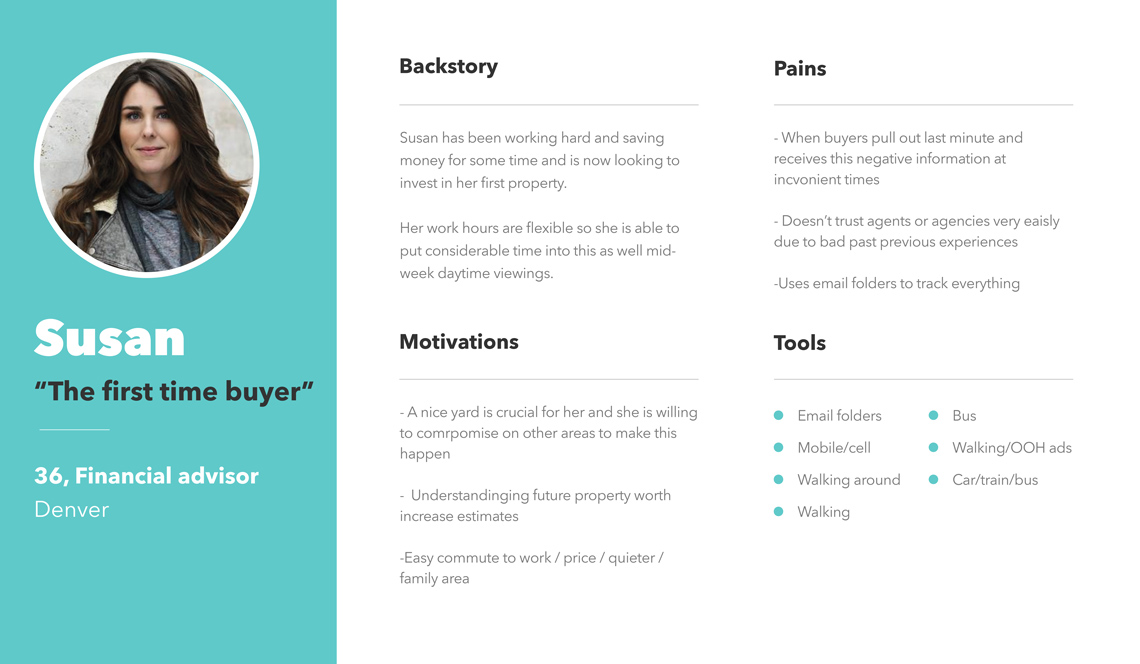 Susan
“The first time buyer”
36, Financial advisor
Denver
Backstory
Susan has been working hard and saving
money for some time and is now looking to
invest in her first property.
Her work hours are flexible so she is able to
put considerable time into this as well mid-
week daytime viewings.
Motivations
- A nice yard is crucial for her and she is willing
to comrpomise on other areas to make this
happen
-  Understandinging future property worth
increase estimates
-Easy commute to work / price / quieter /
family area
Pains
- When buyers pull out last minute and
receives this negative information at
incvonient times
- Doesn’t trust agents or agencies very eaisly
due to bad past previous experiences
-Uses email folders to track everything
Tools
Email folders
Mobile/cell
Walking around
Walking
Bus
Walking/OOH ads
Car/train/bus